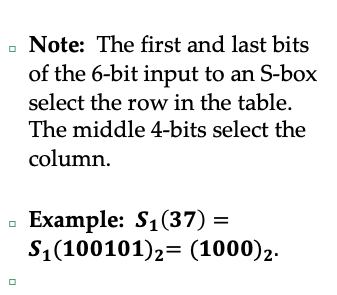 Note: The first and last bits
of the 6-bit input to an S-box
select the row in the table.
The middle 4-bits select the
column.
Example: S₁(37) =
S₁(100101)₂= (1000)₂.